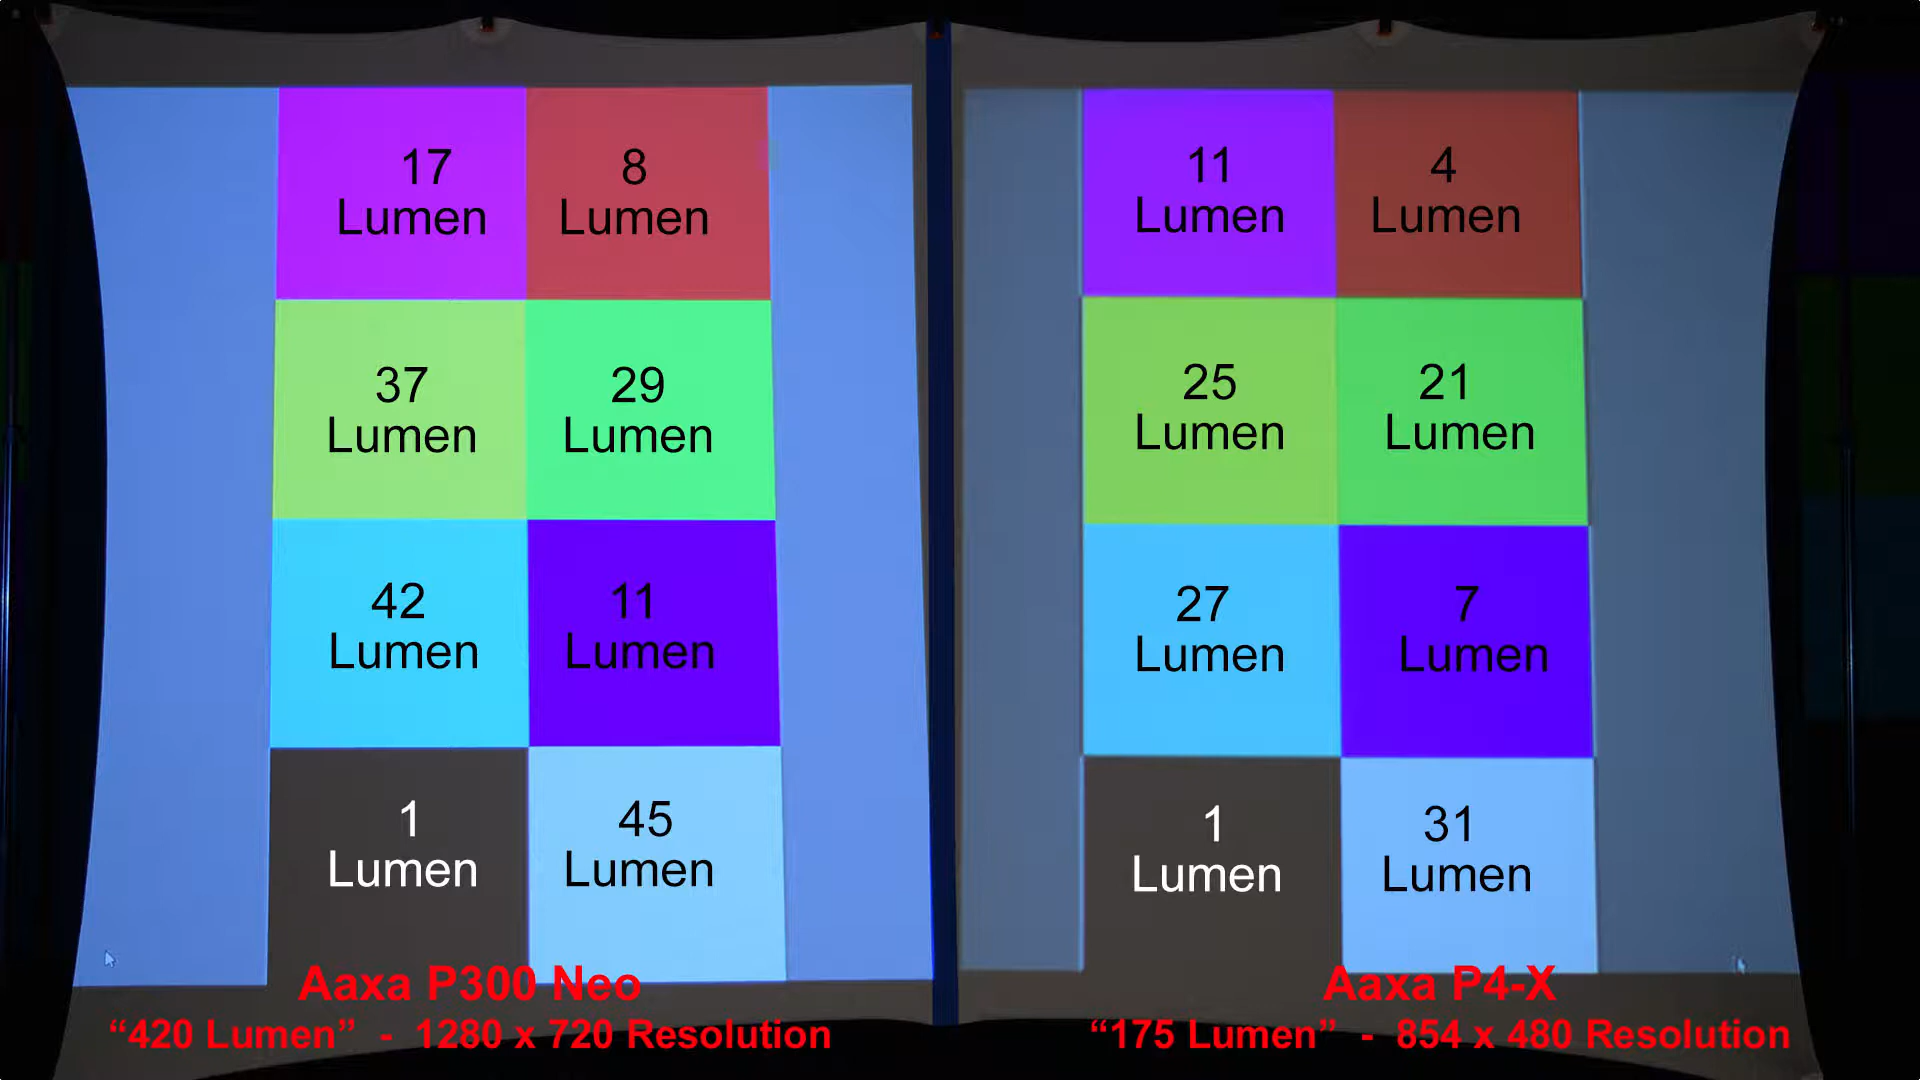 17
Lumen
8
Lumen
37
Lumen
29
Lumen
42
Lumen
11
Lumen
1
Lumen
45
Lumen
Aaxa P300 Neo
“420 Lumen” - 1280 x 720 Resolution
11
Lumen
4
Lumen
25
Lumen
21
Lumen
27
Lumen
7
Lumen
1
Lumen
31
Lumen
Aaxa P4-X
“175 Lumen” - 854 x 480 Resolution